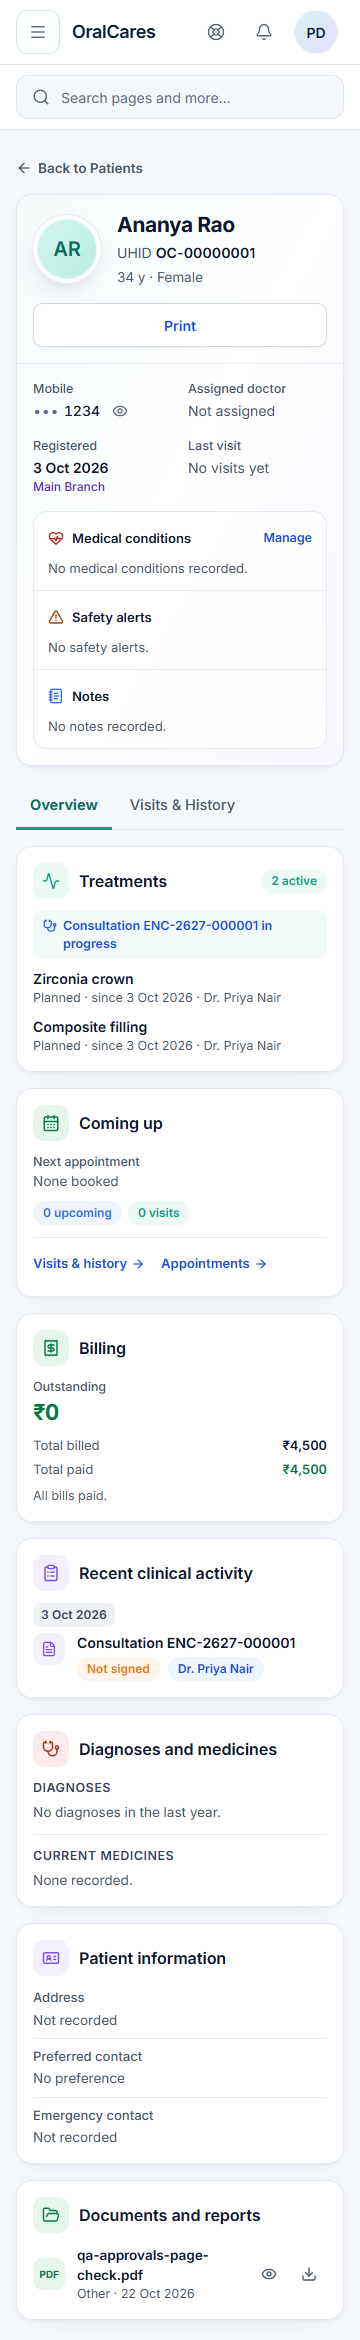 OralCares
PD
Search pages and more...
Back to Patients
AR
Ananya Rao
UHID OC-00000001
34 y · Female
Print
Mobile
••• 1234
Assigned doctor
Not assigned
Registered
3 Oct 2026
Main Branch
Last visit
No visits yet
Medical conditions
Manage
No medical conditions recorded.
Safety alerts
No safety alerts.
Notes
No notes recorded.
Overview
Visits & History
Treatments
2 active
Consultation ENC-2627-000001 in
progress
Zirconia crown
Planned · since 3 Oct 2026 · Dr. Priya Nair
Composite filling
Planned · since 3 Oct 2026 · Dr. Priya Nair
Coming up
Next appointment
None booked
0 upcoming
0 visits
Visits & history →
Appointments →
Billing
Outstanding
₹0
Total billed
₹4,500
Total paid
₹4,500
All bills paid.
Recent clinical activity
3 Oct 2026
Consultation ENC-2627-000001
Not signed
Dr. Priya Nair
Diagnoses and medicines
DIAGNOSES
No diagnoses in the last year.
CURRENT MEDICINES
None recorded.
Patient information
Address
Not recorded
Preferred contact
No preference
Emergency contact
Not recorded
Documents and reports
PDF
qa-approvals-page-
check.pdf
Other · 22 Oct 2026